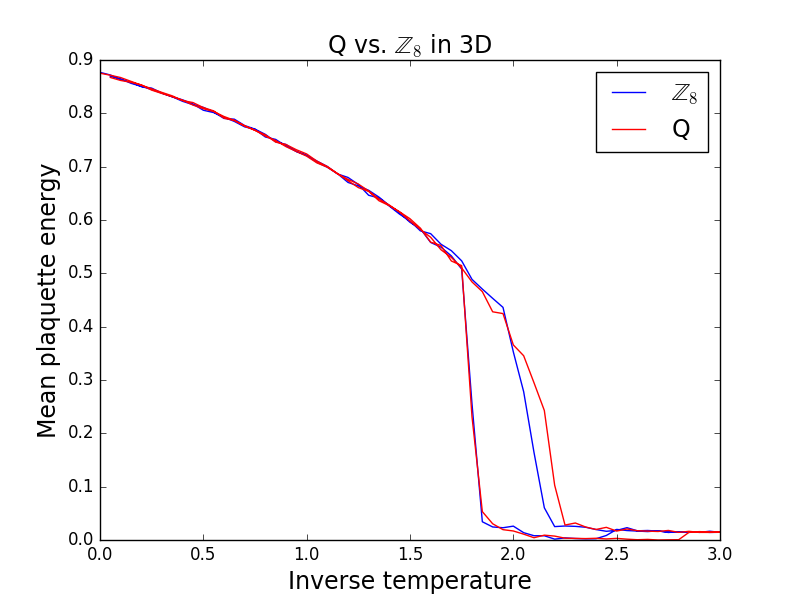 Q vs. ℤ₈ in 3D
0.9
0.8
0.7
0.6
0.5
0.4
0.3
0.2
0.1
0.0
Mean plaquette energy
ℤ₈
Q
0.0 0.5 1.0 1.5 2.0 2.5 3.0
Inverse temperature